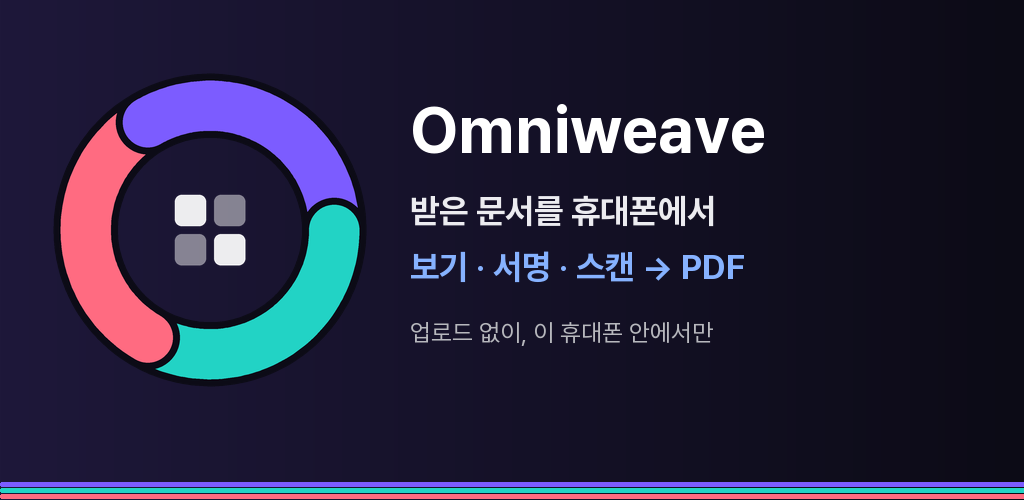 Omniweave
받은 문서를 휴대폰에서
보기 · 서명 · 스캔 → PDF
업로드 없이, 이 휴대폰 안에서만